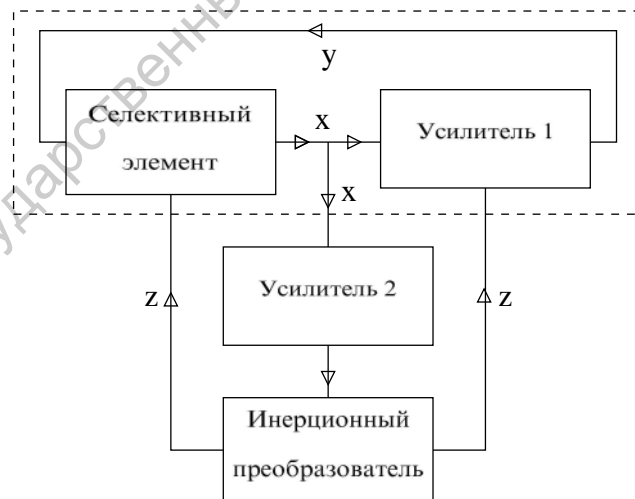 y
Селективный
элемент
x
Усилитель 1
x
Усилитель 2
z
z
Инерционный
преобразователь